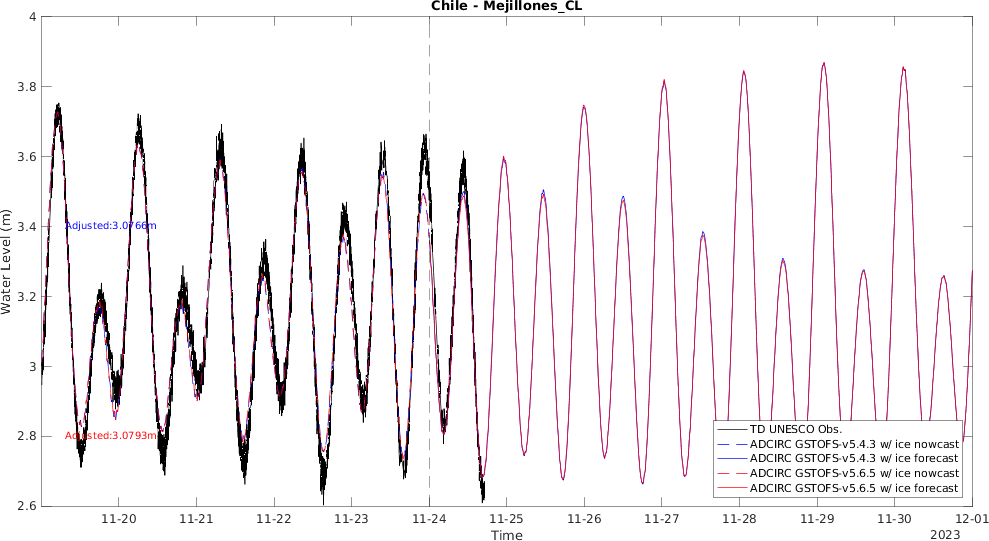 Chile - Mejillones_CL
4
3.8
3.6
3.4
3.2
3
2.8
2.6
Water Level (m)
Adjusted:3.0766m
Adjusted:3.0793m
TD UNESCO Obs.
ADCIRC GSTOFS-v5.4.3 w/ ice nowcast
ADCIRC GSTOFS-v5.4.3 w/ ice forecast
ADCIRC GSTOFS-v5.6.5 w/ ice nowcast
ADCIRC GSTOFS-v5.6.5 w/ ice forecast
11-20 11-21 11-22 11-23 11-24 11-25 11-26 11-27 11-28 11-29 11-30 12-01
Time
2023